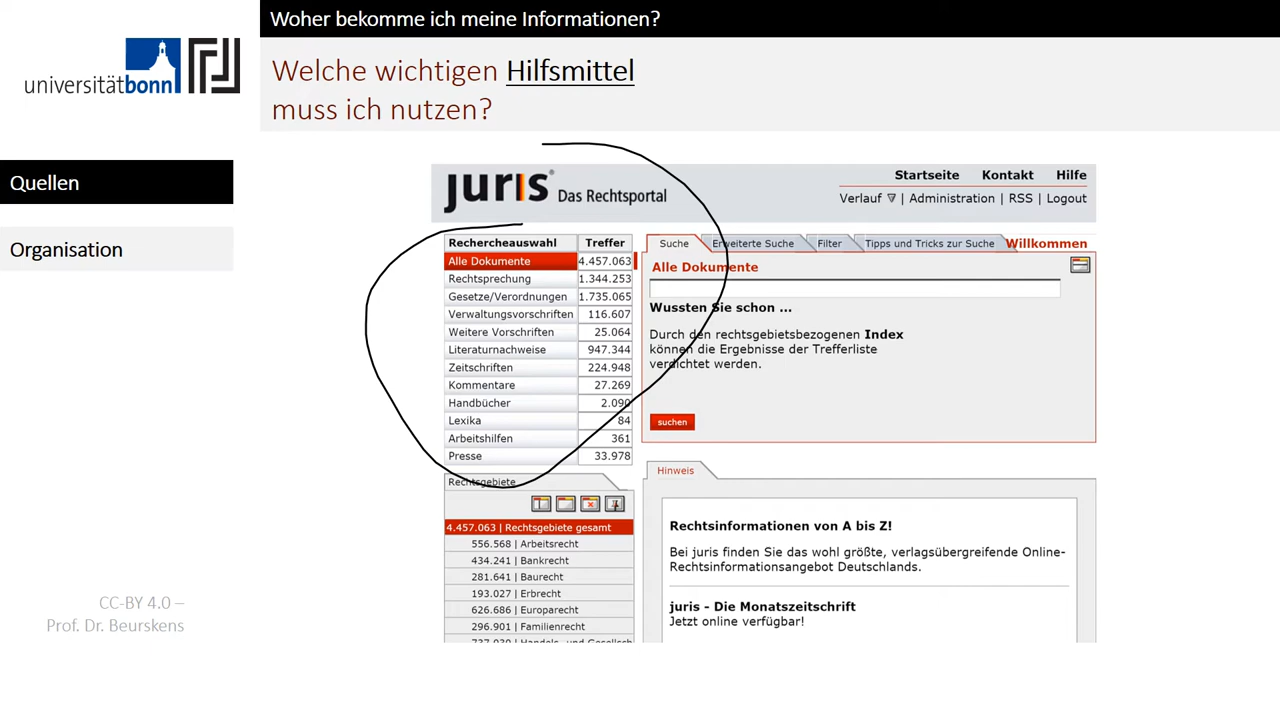 Woher bekomme ich meine Informationen?
universitätbonn
Welche wichtigen Hilfsmittel
muss ich nutzen?
Quellen
Organisation
CC-BY 4.0 –
Prof. Dr. Beurskens
juris® Das Rechtsportal
Startseite Kontakt Hilfe
Verlauf ∇ | Administration | RSS | Logout
Rechercheauswahl Treffer
Alle Dokumente 4.457.063
Rechtsprechung 1.344.253
Gesetze/Verordnungen 1.735.065
Verwaltungsvorschriften 116.607
Weitere Vorschriften 25.064
Literaturnachweise 947.344
Zeitschriften 224.948
Kommentare 27.269
Handbücher 2.090
Lexika 84
Arbeitshilfen 361
Presse 33.978
Rechtsgebiete
4.457.063 | Rechtsgebiete gesamt
556.568 | Arbeitsrecht
434.241 | Bankrecht
281.641 | Baurecht
193.027 | Erbrecht
626.686 | Europarecht
296.901 | Familienrecht
Suche Erweiterte Suche Filter Tipps und Tricks zur Suche Willkommen
Alle Dokumente
Wussten Sie schon ...
Durch den rechtsgebietsbezogenen Index
können die Ergebnisse der Trefferliste
verdichtet werden.
suchen
Hinweis
Rechtsinformationen von A bis Z!
Bei juris finden Sie das wohl größte, verlagsübergreifende Online-
Rechtsinformationsangebot Deutschlands.
juris - Die Monatszeitschrift
Jetzt online verfügbar!